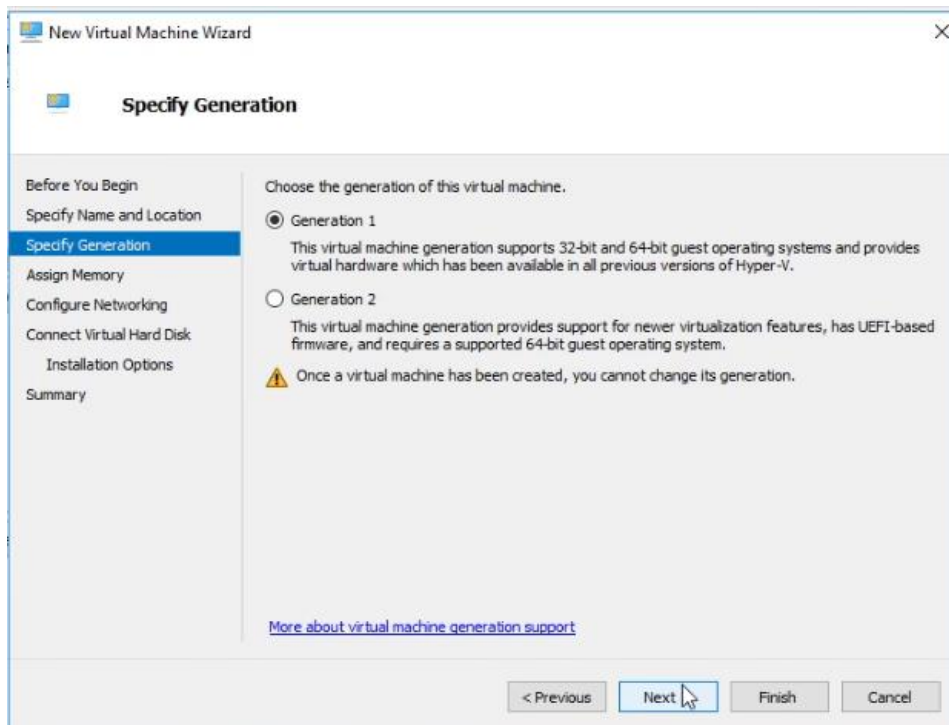 New Virtual Machine Wizard
Specify Generation
Before You Begin
Specify Name and Location
Specify Generation
Assign Memory
Configure Networking
Connect Virtual Hard Disk
Installation Options
Summary
Choose the generation of this virtual machine.
Generation 1
This virtual machine generation supports 32-bit and 64-bit guest operating systems and provides
virtual hardware which has been available in all previous versions of Hyper-V.
Generation 2
This virtual machine generation provides support for newer virtualization features, has UEFI-based
firmware, and requires a supported 64-bit guest operating system.
Once a virtual machine has been created, you cannot change its generation.
More about virtual machine generation support
< Previous
Next
Finish
Cancel